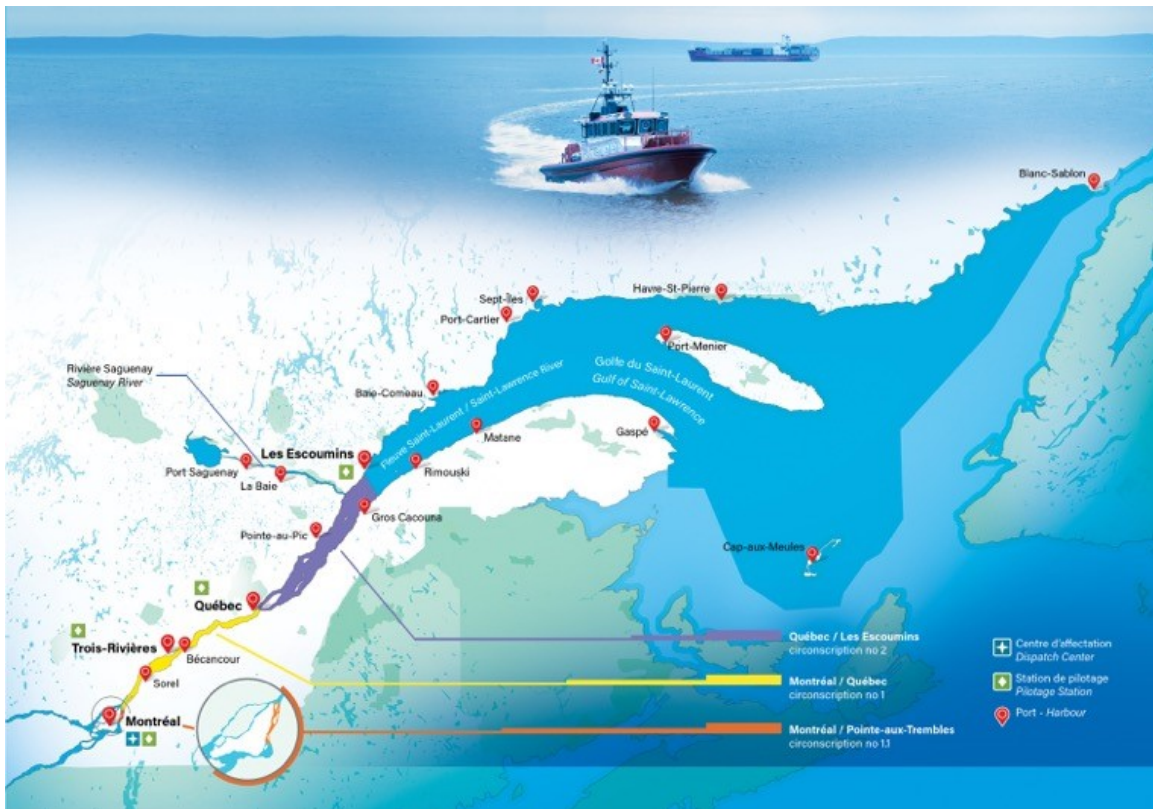 Blanc-Sablon
Havre-St-Pierre
Sept-Îles
Port-Cartier
Port-Menier
Rivière Saguenay
Saguenay River
Golfe du Saint-Laurent
Gulf of Saint-Lawrence
Fleuve Saint-Laurent / Saint-Lawrence River
Baie-Comeau
Matane
Gaspé
Les Escoumins
Rimouski
Port Saguenay
La Baie
Gros Cacouna
Pointe-au-Pic
Cap-aux-Meules
Québec
Trois-Rivières
Bécancour
Sorel
Montréal
Québec / Les Escoumins
circonscription no 2
Montréal / Québec
circonscription no 1
Montréal / Pointe-aux-Trembles
circonscription no 1.1
Centre d'affectation
Dispatch Center
Station de pilotage
Pilotage Station
Port - Harbour